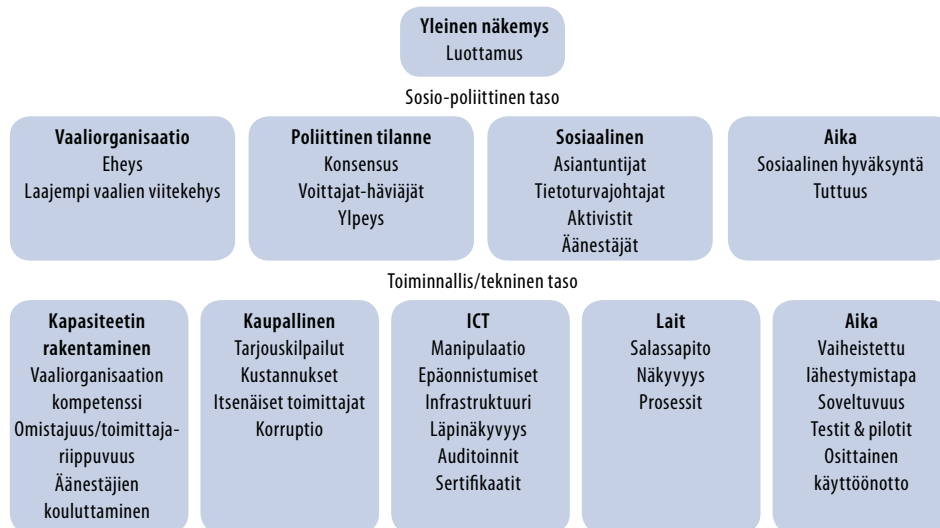 Yleinen näkemys
Luottamus
Sosio-poliittinen taso
Vaaliorganisaatio
Eheys
Laajempi vaalien viitekehys
Poliittinen tilanne
Konsensus
Voittajat-häviäjät
Ylpeys
Sosiaalinen
Asiantuntijat
Tietoturvajohtajat
Aktivistit
Äänestäjät
Aika
Sosiaalinen hyväksyntä
Tuttuus
Toiminnallis/tekninen taso
Kapasiteetin
rakentaminen
Vaaliorganisaation
kompetenssi
Omistajuus/toimittaja-
riippuvuus
Äänestäjien
kouluttaminen
Kaupallinen
Tarjouskilpailut
Kustannukset
Itsenäiset toimittajat
Korruptio
ICT
Manipulaatio
Epäonnistumiset
Infrastruktuuri
Läpinäkyvyys
Auditoinnit
Sertifikaatit
Lait
Salassapito
Näkyvyys
Prosessit
Aika
Vaiheistettu
lähestymistapa
Soveltuvuus
Testit & pilotit
Osittainen
käyttöönotto